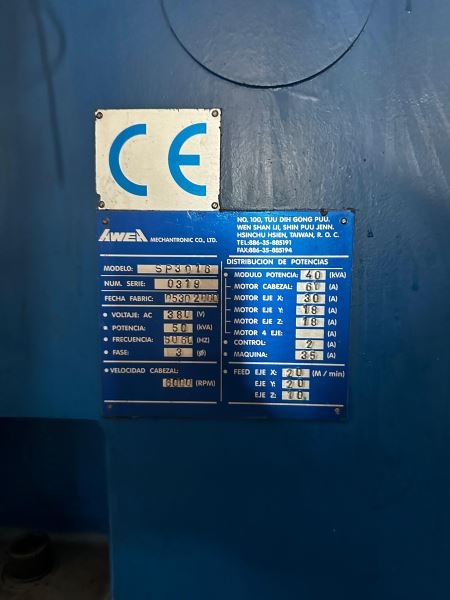 CE
AWEA MECHANTRONIC CO., LTD.
NO. 100, TUU DIH GONG PUU.
WEN SHAN LII, SHIN PUU JENN.
HSINCHU HSIEN, TAIWAN, R. O. C.
TEL:886-35-885191
FAX:886-35-885194
MODELO: SP3016
NUM. SERIE: 0319
FECHA FABRIC: 05302000
VOLTAJE: AC 380 (V)
POTENCIA: 50 (kVA)
FRECUENCIA: 50 60 (HZ)
FASE: 3 (ø)
VELOCIDAD CABEZAL:
6000 (RPM)
DISTRIBUCION DE POTENCIAS
MODULO POTENCIA: 40 (kVA)
MOTOR CABEZAL: 60 (A)
MOTOR EJE X: 30 (A)
MOTOR EJE Y: 18 (A)
MOTOR EJE Z: 18 (A)
MOTOR 4 EJE: (A)
CONTROL: 2 (A)
MAQUINA: 35 (A)
FEED EJE X: 20 (M / min)
EJE Y: 20
EJE Z: 10